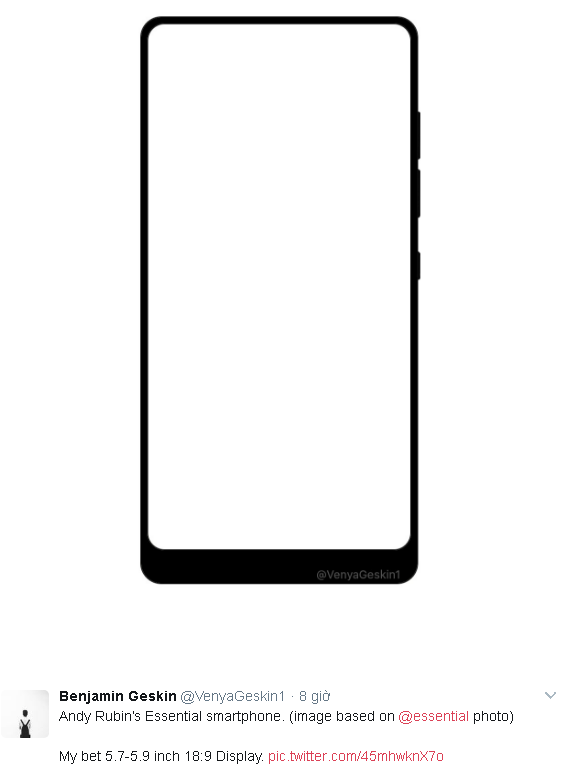 @VenyaGeskin1
Benjamin Geskin @VenyaGeskin1 · 8 giờ
Andy Rubin's Essential smartphone. (image based on @essential photo)
My bet 5.7-5.9 inch 18:9 Display. pic.twitter.com/45mhwknX7o